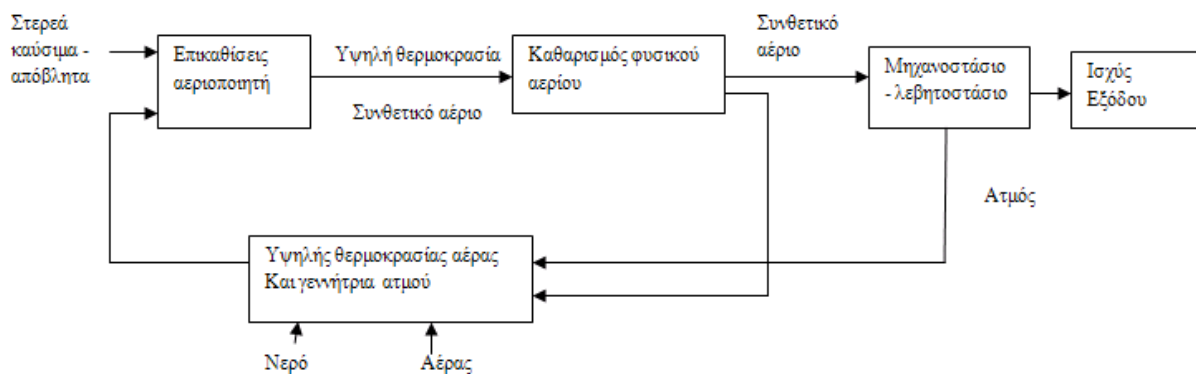 Στερεά
καύσιμα -
απόβλητα
Επικαθίσεις
αεριοποιητή
Υψηλή θερμοκρασία
Συνθετικό αέριο
Καθαρισμός φυσικού
αερίου
Συνθετικό
αέριο
Μηχανοστάσιο
- λεβητοστάσιο
Ισχύς
Εξόδου
Ατμός
Υψηλής θερμοκρασίας αέρας
Και γεννήτρια ατμού
Νερό
Αέρας